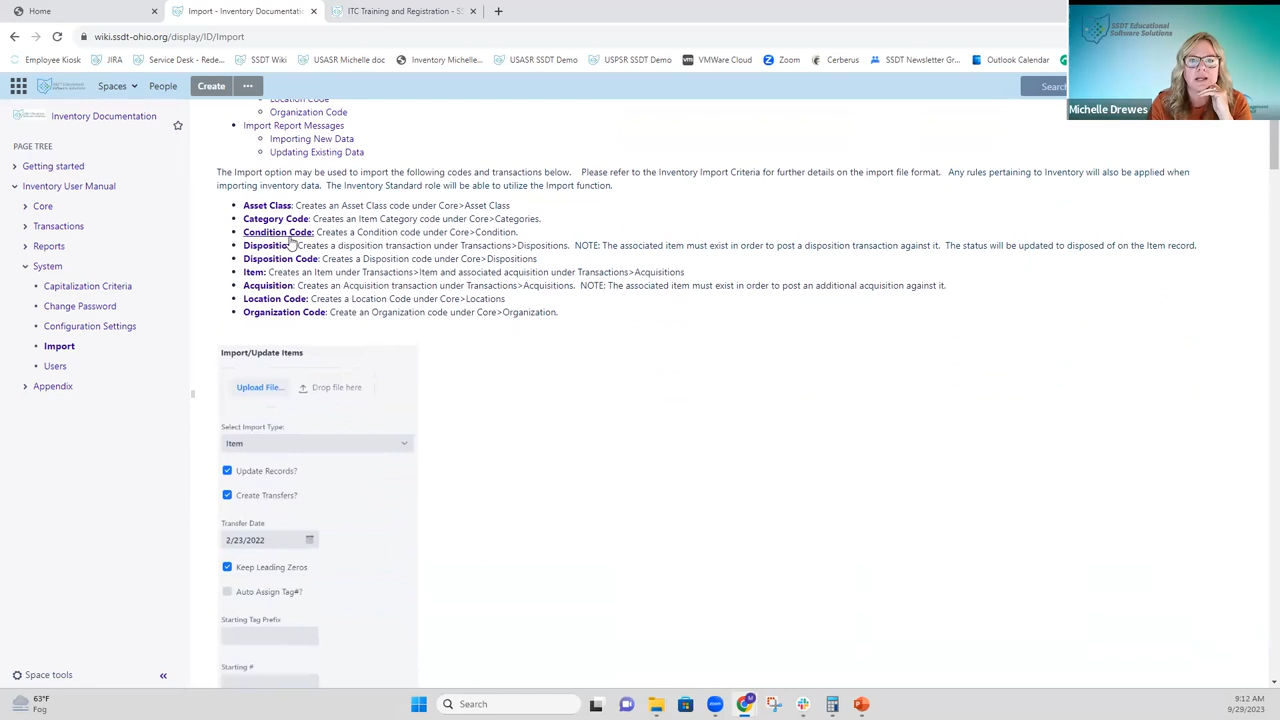 Home
Import - Inventory Documentation
ITC Training and Registration - SS
wiki.ssdt-ohio.org/display/ID/Import
Employee Kiosk
JIRA
Service Desk - Rede...
SSDT Wiki
USASR Michelle doc
Inventory Michelle...
USASR SSDT Demo
USPSR SSDT Demo
VMWare Cloud
Zoom
Cerberus
SSDT Newsletter Gr...
Outlook Calendar
SSDT Educational
Software Solutions
Michelle Drewes
Spaces
People
Create
Search
Inventory Documentation
PAGE TREE
Getting started
Inventory User Manual
Core
Transactions
Reports
System
Capitalization Criteria
Change Password
Configuration Settings
Import
Users
Appendix
Space tools
Location Code
Organization Code
Import Report Messages
Importing New Data
Updating Existing Data
The Import option may be used to import the following codes and transactions below. Please refer to the Inventory Import Criteria for further details on the import file format. Any rules pertaining to Inventory will also be applied when
importing inventory data. The Inventory Standard role will be able to utilize the Import function.
Asset Class: Creates an Asset Class code under Core>Asset Class
Category Code: Creates an Item Category code under Core>Categories.
Condition Code: Creates a Condition code under Core>Condition.
Disposition Creates a disposition transaction under Transactions>Dispositions. NOTE: The associated item must exist in order to post a disposition transaction against it. The status will be updated to disposed of on the Item record.
Disposition Code: Creates a Disposition code under Core>Dispositions
Item: Creates an Item under Transactions>Item and associated acquisition under Transactions>Acquisitions
Acquisition: Creates an Acquisition transaction under Transactions>Acquisitions. NOTE: The associated item must exist in order to post an additional acquisition against it.
Location Code: Creates a Location Code under Core>Locations
Organization Code: Create an Organization code under Core>Organization.
Import/Update Items
Upload File...
Drop file here
Select Import Type:
Item
Update Records?
Create Transfers?
Transfer Date
2/23/2022
Keep Leading Zeros
Auto Assign Tag#?
Starting Tag Prefix
Starting #
63°F
Fog
Search
9:12 AM
9/29/2023